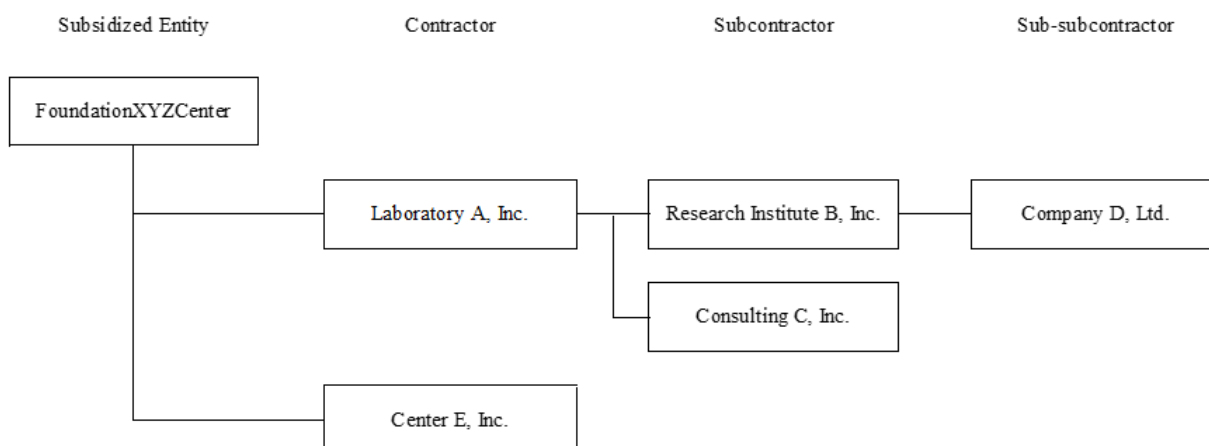 Subsidized Entity
Contractor
Subcontractor
Sub-subcontractor
FoundationXYZCenter
Laboratory A, Inc.
Research Institute B, Inc.
Company D, Ltd.
Consulting C, Inc.
Center E, Inc.